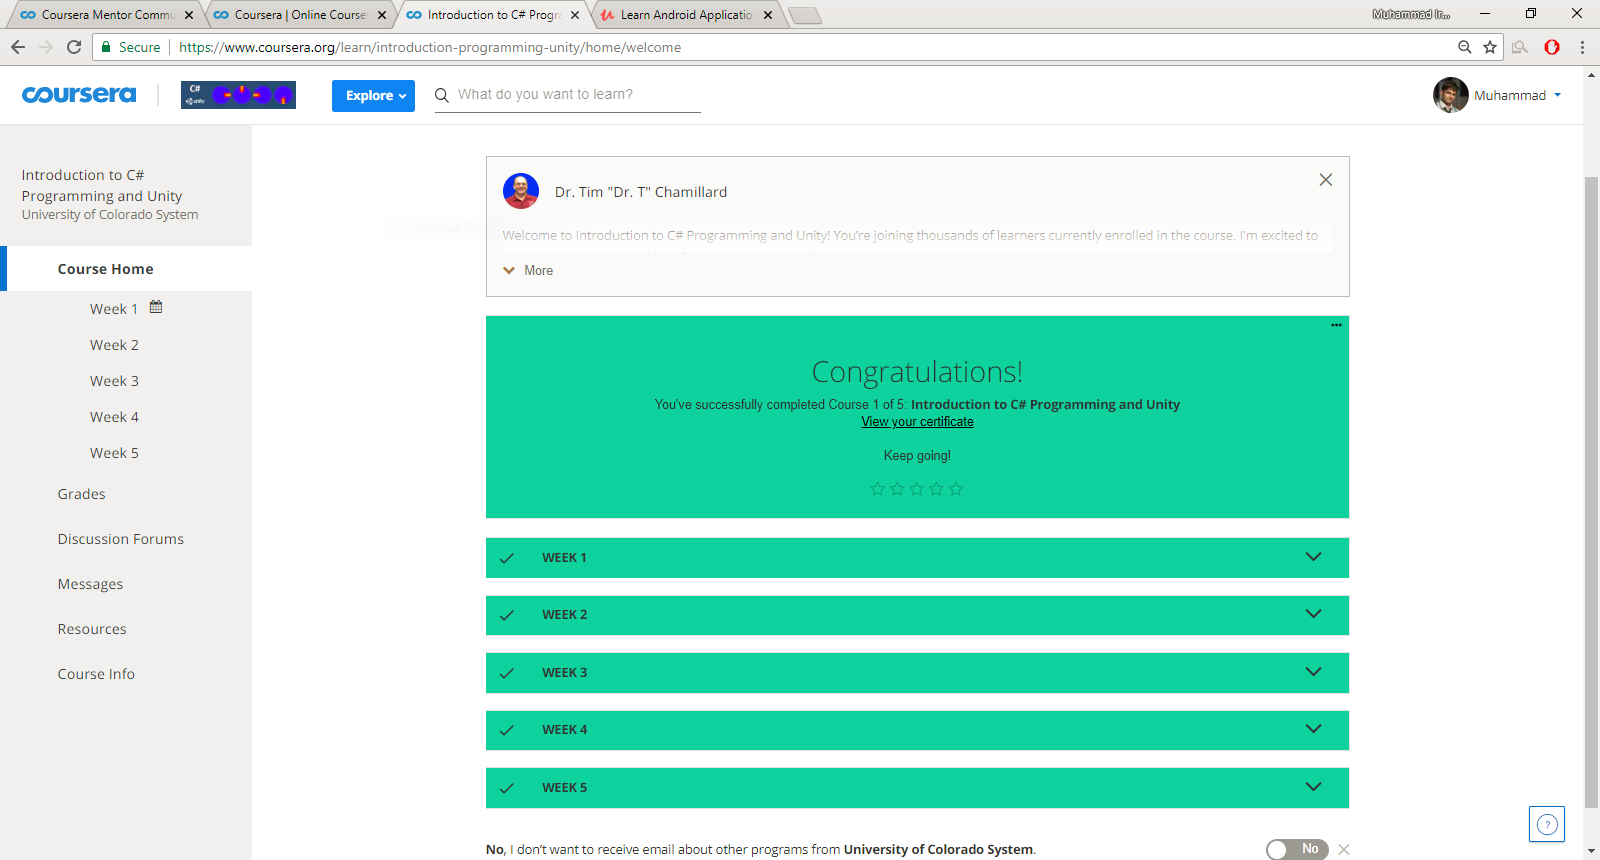 Coursera Mentor Commu
Coursera | Online Course
Introduction to C# Progr
Learn Android Applicatio
Muhammad Ir...
Secure
https://www.coursera.org/learn/introduction-programming-unity/home/welcome
coursera
C#
unity
Explore
What do you want to learn?
Muhammad
Introduction to C#
Programming and Unity
University of Colorado System
Course Home
Week 1
Week 2
Week 3
Week 4
Week 5
Grades
Discussion Forums
Messages
Resources
Course Info
Dr. Tim "Dr. T" Chamillard
Window Snip
Welcome to Introduction to C# Programming and Unity! You're joining thousands of learners currently enrolled in the course. I'm excited to
More
Congratulations!
You've successfully completed Course 1 of 5: Introduction to C# Programming and Unity
View your certificate
Keep going!
WEEK 1
WEEK 2
WEEK 3
WEEK 4
WEEK 5
No, I don't want to receive email about other programs from University of Colorado System.
No
?